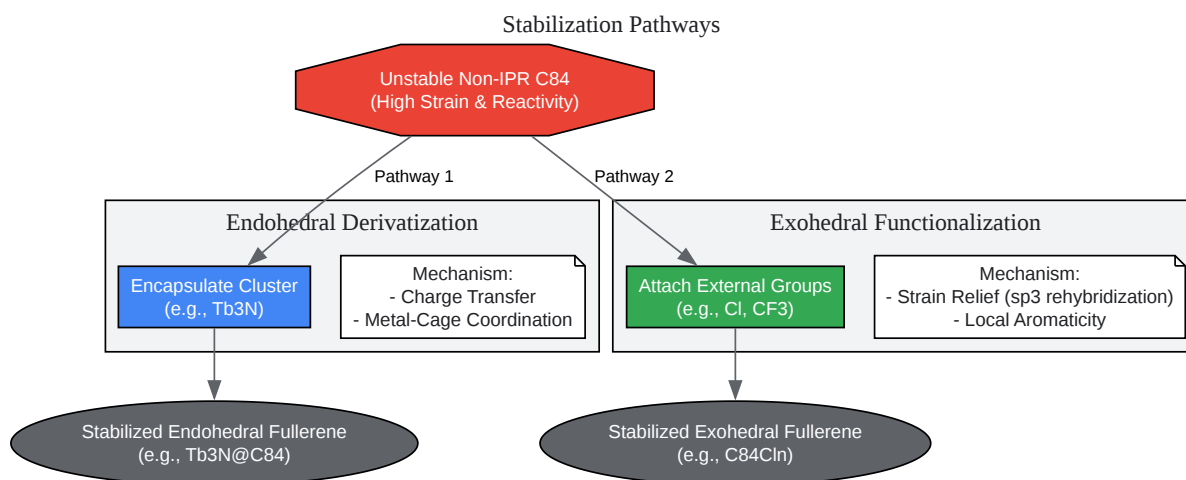 Stabilization Pathways
Unstable Non-IPR C84
(High Strain & Reactivity)
Pathway 1
Pathway 2
Endohedral Derivatization
Encapsulate Cluster
(e.g., Tb3N)
Mechanism:
- Charge Transfer
- Metal-Cage Coordination
Exohedral Functionalization
Attach External Groups
(e.g., Cl, CF3)
Mechanism:
- Strain Relief (sp3 rehybridization)
- Local Aromaticity
Stabilized Endohedral Fullerene
(e.g., Tb3N@C84)
Stabilized Exohedral Fullerene
(e.g., C84Cln)